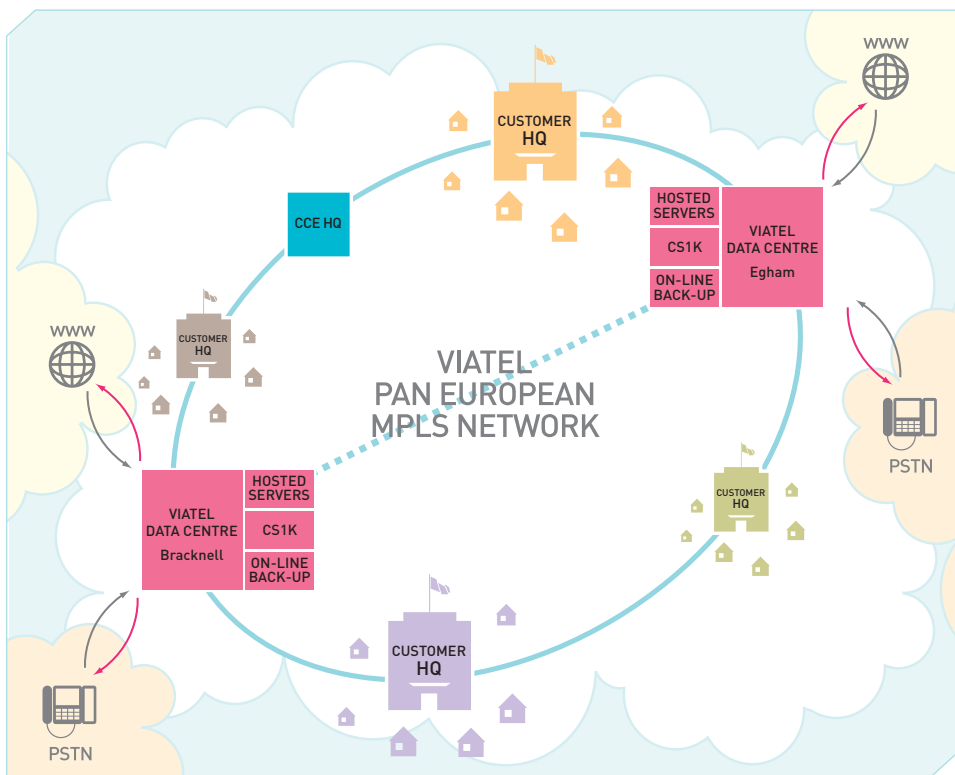 WWW
CUSTOMER
HQ
HOSTED
SERVERS
CS1K
ON-LINE
BACK-UP
VIATEL
DATA CENTRE
Egham
CCE HQ
CUSTOMER
HQ
WWW
VIATEL
PAN EUROPEAN
MPLS NETWORK
PSTN
VIATEL
DATA CENTRE
Bracknell
HOSTED
SERVERS
CS1K
ON-LINE
BACK-UP
CUSTOMER
HQ
CUSTOMER
HQ
PSTN